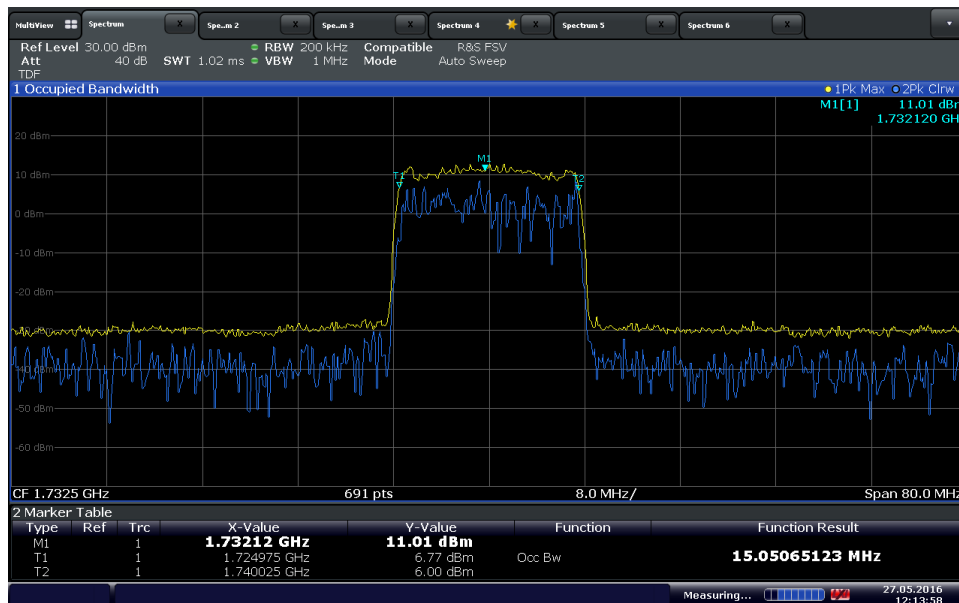 MultiView Spectrum X Spe...m 2 X Spe...m 3 X Spectrum 4 X Spectrum 5 X Spectrum 6 X
Ref Level 30.00 dBm RBW 200 kHz Compatible R&S FSV
Att 40 dB SWT 1.02 ms VBW 1 MHz Mode Auto Sweep
TDF
1 Occupied Bandwidth 1Pk Max 2Pk Clrw
M1[1] 11.01 dBr
1.732120 GH
20 dBm
M1
10 dBm
T1
0 dBm
-10 dBm
-20 dBm
-40 dBm
-50 dBm
-60 dBm
CF 1.7325 GHz 691 pts 8.0 MHz/ Span 80.0 MHz
2 Marker Table
Type Ref Trc X-Value Y-Value Function Function Result
M1 1 1.73212 GHz 11.01 dBm
T1 1 1.724975 GHz 6.77 dBm Occ Bw 15.05065123 MHz
T2 1 1.740025 GHz 6.00 dBm
Measuring... 27.05.2016
12:13:58